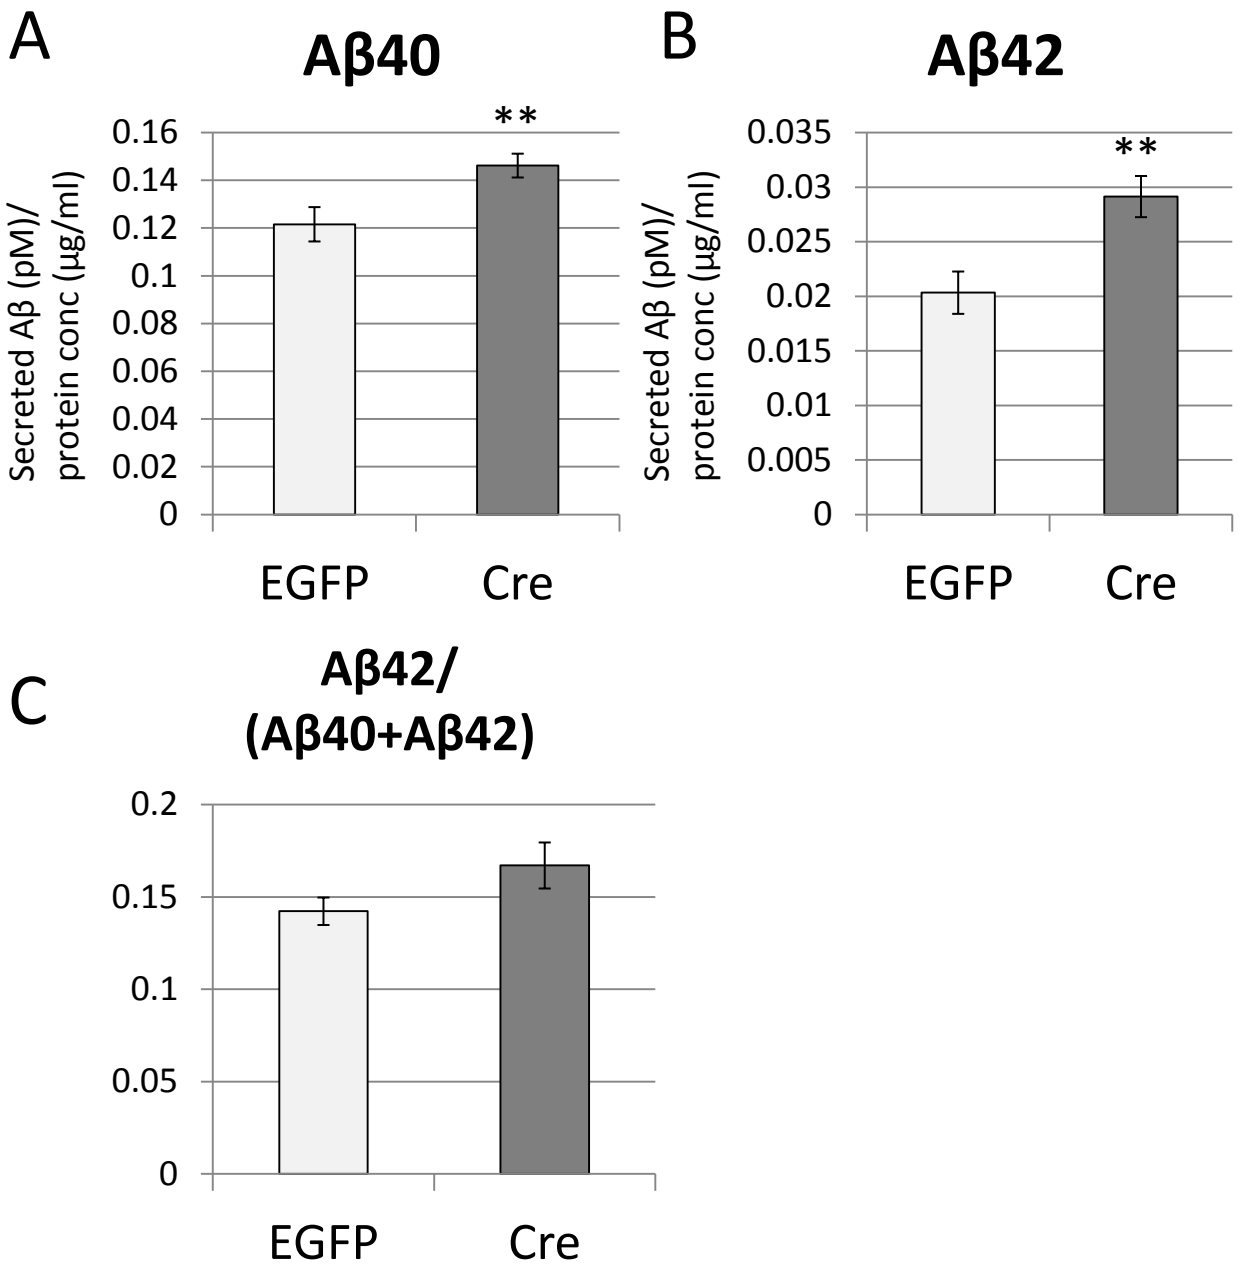 A
Aβ40
**
0.16
0.14
0.12
0.1
0.08
0.06
0.04
0.02
0
Secreted Aβ (pM)/
protein conc (µg/ml)
EGFP Cre
B
Aβ42
**
0.035
0.03
0.025
0.02
0.015
0.01
0.005
0
Secreted Aβ (pM)/
protein conc (µg/ml)
EGFP Cre
C
Aβ42/
(Aβ40+Aβ42)
0.2
0.15
0.1
0.05
0
EGFP Cre